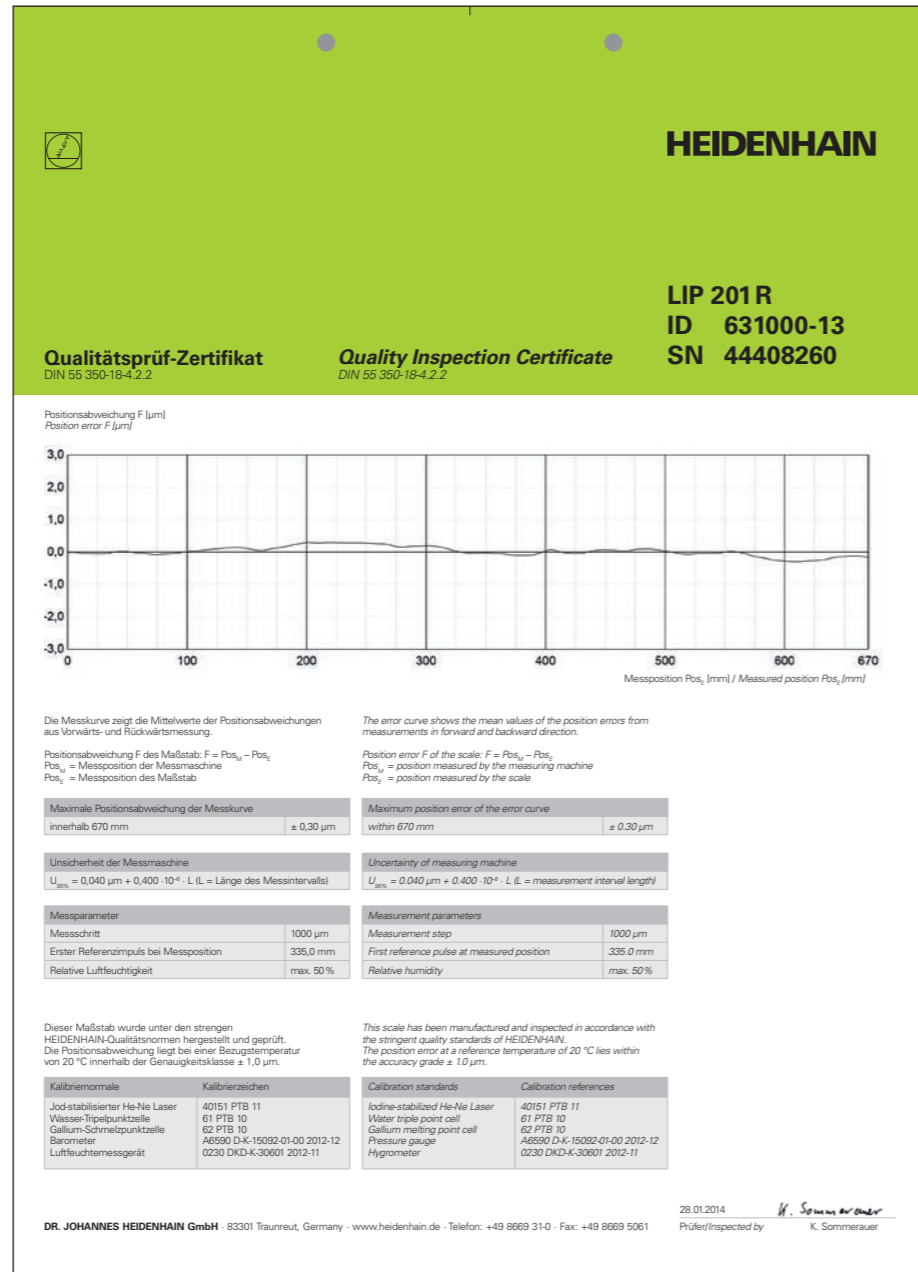 HEIDENHAIN
LIP 201 R
ID 631000-13
SN 44408260
Qualitätsprüf-Zertifikat
DIN 55 350-18-4.2.2
Quality Inspection Certificate
DIN 55 350-18-4.2.2
Positionsabweichung F [µm]
Position error F [µm]
3,0
2,0
1,0
0,0
-1,0
-2,0
-3,0
0 100 200 300 400 500 600 670
Messposition PosE [mm] / Measured position PosE [mm]
Die Messkurve zeigt die Mittelwerte der Positionsabweichungen
aus Vorwärts- und Rückwärtsmessung.
Positionsabweichung F des Maßstab: F = PosM – PosE
PosM = Messposition der Messmaschine
PosE = Messposition des Maßstab
The error curve shows the mean values of the position errors from
measurements in forward and backward direction.
Position error F of the scale: F = PosM – PosE
PosM = position measured by the measuring machine
PosE = position measured by the scale
Maximale Positionsabweichung der Messkurve
innerhalb 670 mm ± 0,30 µm
Maximum position error of the error curve
within 670 mm ± 0.30 µm
Unsicherheit der Messmaschine
U95% = 0,040 µm + 0,400 ·10⁻⁶ · L (L = Länge des Messintervalls)
Uncertainty of measuring machine
U95% = 0.040 µm + 0.400 ·10⁻⁶ · L (L = measurement interval length)
Messparameter
Messschritt 1000 µm
Erster Referenzimpuls bei Messposition 335,0 mm
Relative Luftfeuchtigkeit max. 50 %
Measurement parameters
Measurement step 1000 µm
First reference pulse at measured position 335.0 mm
Relative humidity max. 50 %
Dieser Maßstab wurde unter den strengen
HEIDENHAIN-Qualitätsnormen hergestellt und geprüft.
Die Positionsabweichung liegt bei einer Bezugstemperatur
von 20 °C innerhalb der Genauigkeitsklasse ± 1,0 µm.
This scale has been manufactured and inspected in accordance with
the stringent quality standards of HEIDENHAIN.
The position error at a reference temperature of 20 °C lies within
the accuracy grade ± 1.0 µm.
Kalibriernormale Kalibrierzeichen
Jod-stabilisierter He-Ne Laser 40151 PTB 11
Wasser-Tripelpunktzelle 61 PTB 10
Gallium-Schmelzpunktzelle 62 PTB 10
Barometer A6590 D-K-15092-01-00 2012-12
Luftfeuchtemessgerät 0230 DKD-K-30601 2012-11
Calibration standards Calibration references
Iodine-stabilized He-Ne Laser 40151 PTB 11
Water triple point cell 61 PTB 10
Gallium melting point cell 62 PTB 10
Pressure gauge A6590 D-K-15092-01-00 2012-12
Hygrometer 0230 DKD-K-30601 2012-11
DR. JOHANNES HEIDENHAIN GmbH · 83301 Traunreut, Germany · www.heidenhain.de · Telefon: +49 8669 31-0 · Fax: +49 8669 5061
28.01.2014 K. Sommerauer
Prüfer/Inspected by K. Sommerauer